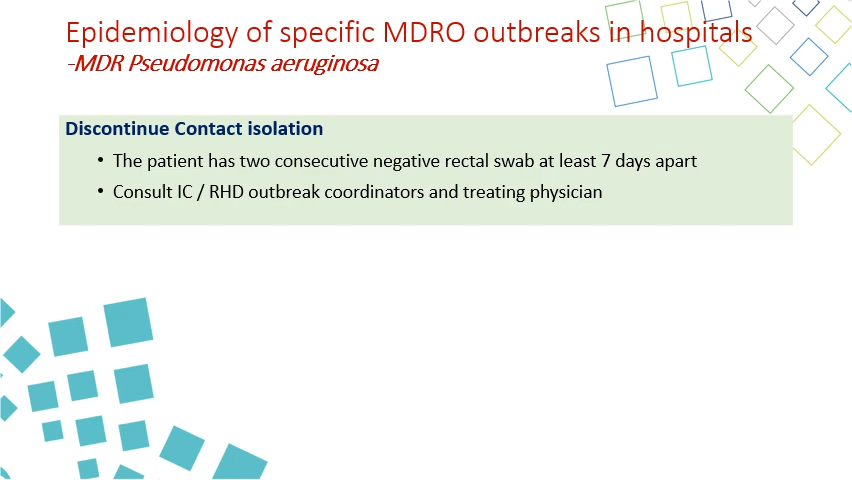 Epidemiology of specific MDRO outbreaks in hospitals
-MDR Pseudomonas aeruginosa
Discontinue Contact isolation
• The patient has two consecutive negative rectal swab at least 7 days apart
• Consult IC / RHD outbreak coordinators and treating physician